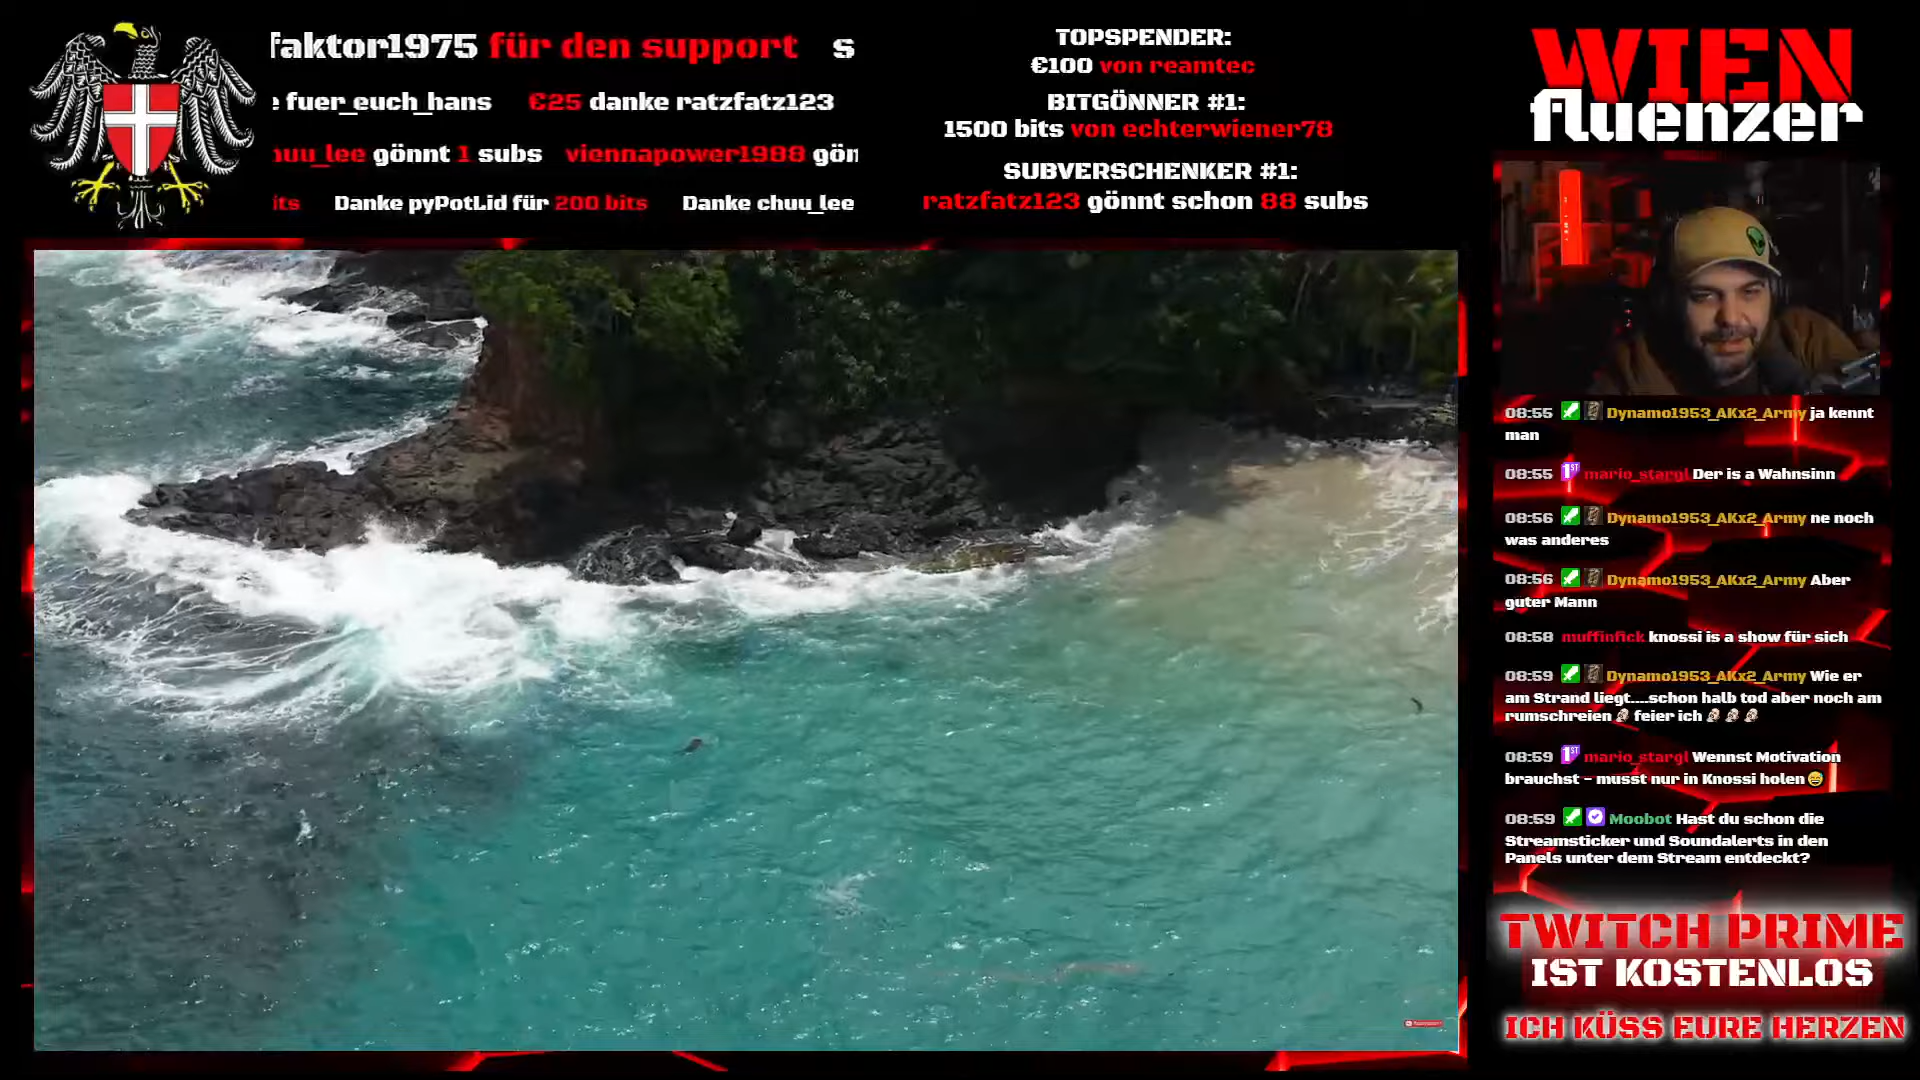 faktor1975 für den support s
e fuer_euch_hans €25 danke ratzfatz123
huu_lee gönnt 1 subs viennapower1988 gön
its Danke pyPotLid für 200 bits Danke chuu_lee
TOPSPENDER:
€100 von reamtec
BITGÖNNER #1:
1500 bits von echterwiener78
SUBVERSCHENKER #1:
ratzfatz123 gönnt schon 88 subs
WIEN
fluenzer
08:55 Dynamo1953_AKx2_Army ja kennt
man
08:55 1ST mario_stargl Der is a Wahnsinn
08:56 Dynamo1953_AKx2_Army ne noch
was anderes
08:56 Dynamo1953_AKx2_Army Aber
guter Mann
08:58 muffinfick knossi is a show für sich
08:59 Dynamo1953_AKx2_Army Wie er
am Strand liegt....schon halb tod aber noch am
rumschreien feier ich
08:59 1ST mario_stargl Wennst Motivation
brauchst - musst nur in Knossi holen😅
08:59 Moobot Hast du schon die
Streamsticker und Soundalerts in den
Panels unter dem Stream entdeckt?
TWITCH PRIME
IST KOSTENLOS
ICH KÜSS EURE HERZEN